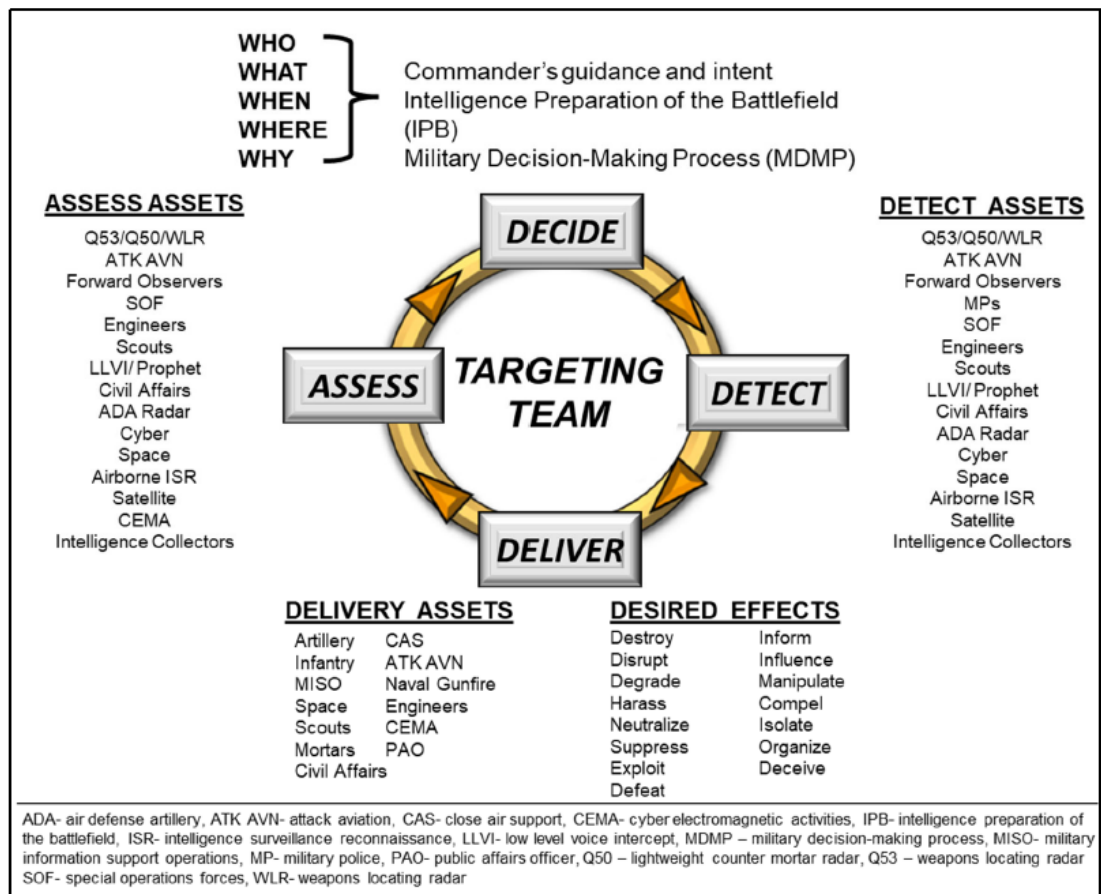 WHO
WHAT
WHEN
WHERE
WHY
Commander's guidance and intent
Intelligence Preparation of the Battlefield
(IPB)
Military Decision-Making Process (MDMP)
ASSESS ASSETS
Q53/Q50/WLR
ATK AVN
Forward Observers
SOF
Engineers
Scouts
LLVI/Prophet
Civil Affairs
ADA Radar
Cyber
Space
Airborne ISR
Satellite
CEMA
Intelligence Collectors
DECIDE
DETECT
DELIVER
ASSESS
TARGETING
TEAM
DETECT ASSETS
Q53/Q50/WLR
ATK AVN
Forward Observers
MPs
SOF
Engineers
Scouts
LLVI/Prophet
Civil Affairs
ADA Radar
Cyber
Space
Airborne ISR
Satellite
Intelligence Collectors
DELIVERY ASSETS
Artillery CAS
Infantry ATK AVN
MISO Naval Gunfire
Space Engineers
Scouts CEMA
Mortars PAO
Civil Affairs
DESIRED EFFECTS
Destroy Inform
Disrupt Influence
Degrade Manipulate
Harass Compel
Neutralize Isolate
Suppress Organize
Exploit Deceive
Defeat
ADA- air defense artillery, ATK AVN- attack aviation, CAS- close air support, CEMA- cyber electromagnetic activities, IPB- intelligence preparation of
the battlefield, ISR- intelligence surveillance reconnaissance, LLVI- low level voice intercept, MDMP – military decision-making process, MISO- military
information support operations, MP- military police, PAO- public affairs officer, Q50 – lightweight counter mortar radar, Q53 – weapons locating radar
SOF- special operations forces, WLR- weapons locating radar